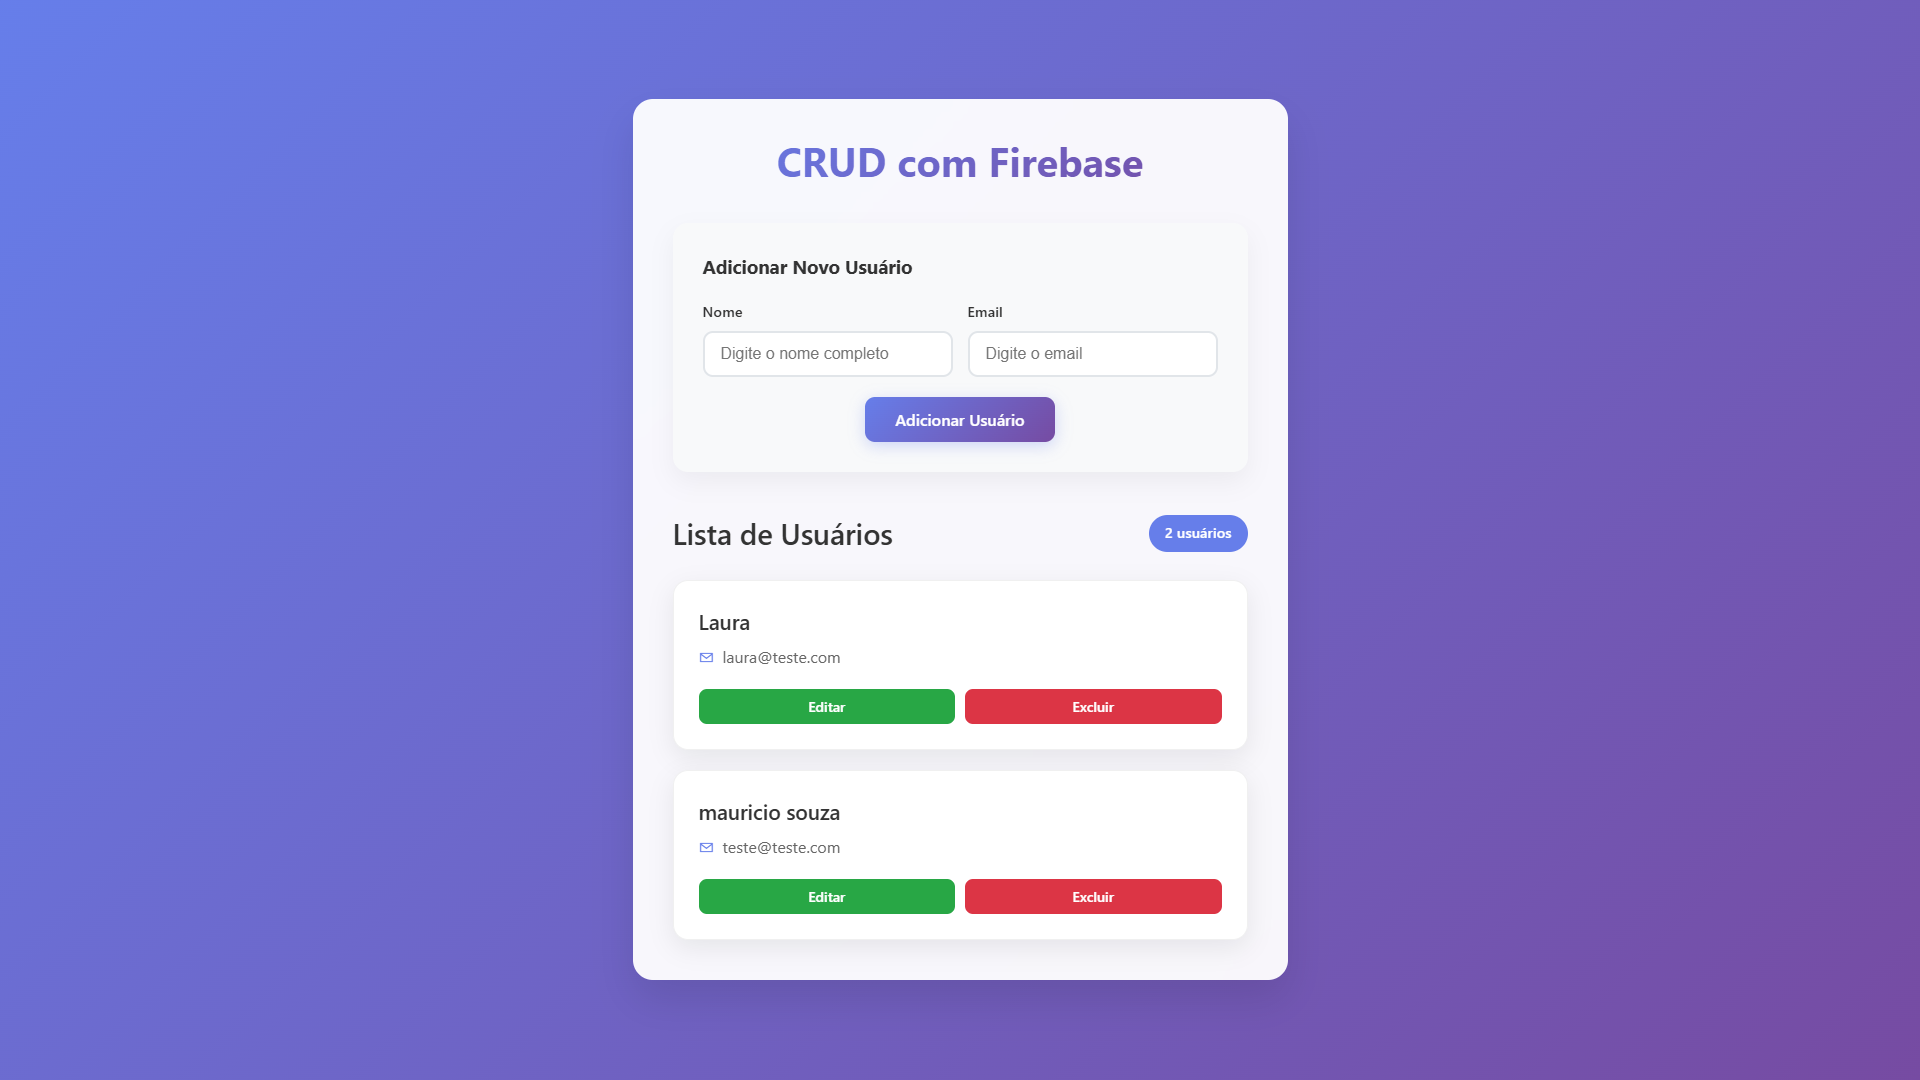 CRUD com Firebase
Adicionar Novo Usuário
Nome Email
Digite o nome completo Digite o email
Adicionar Usuário
Lista de Usuários 2 usuários
Laura
laura@teste.com
Editar Excluir
mauricio souza
teste@teste.com
Editar Excluir